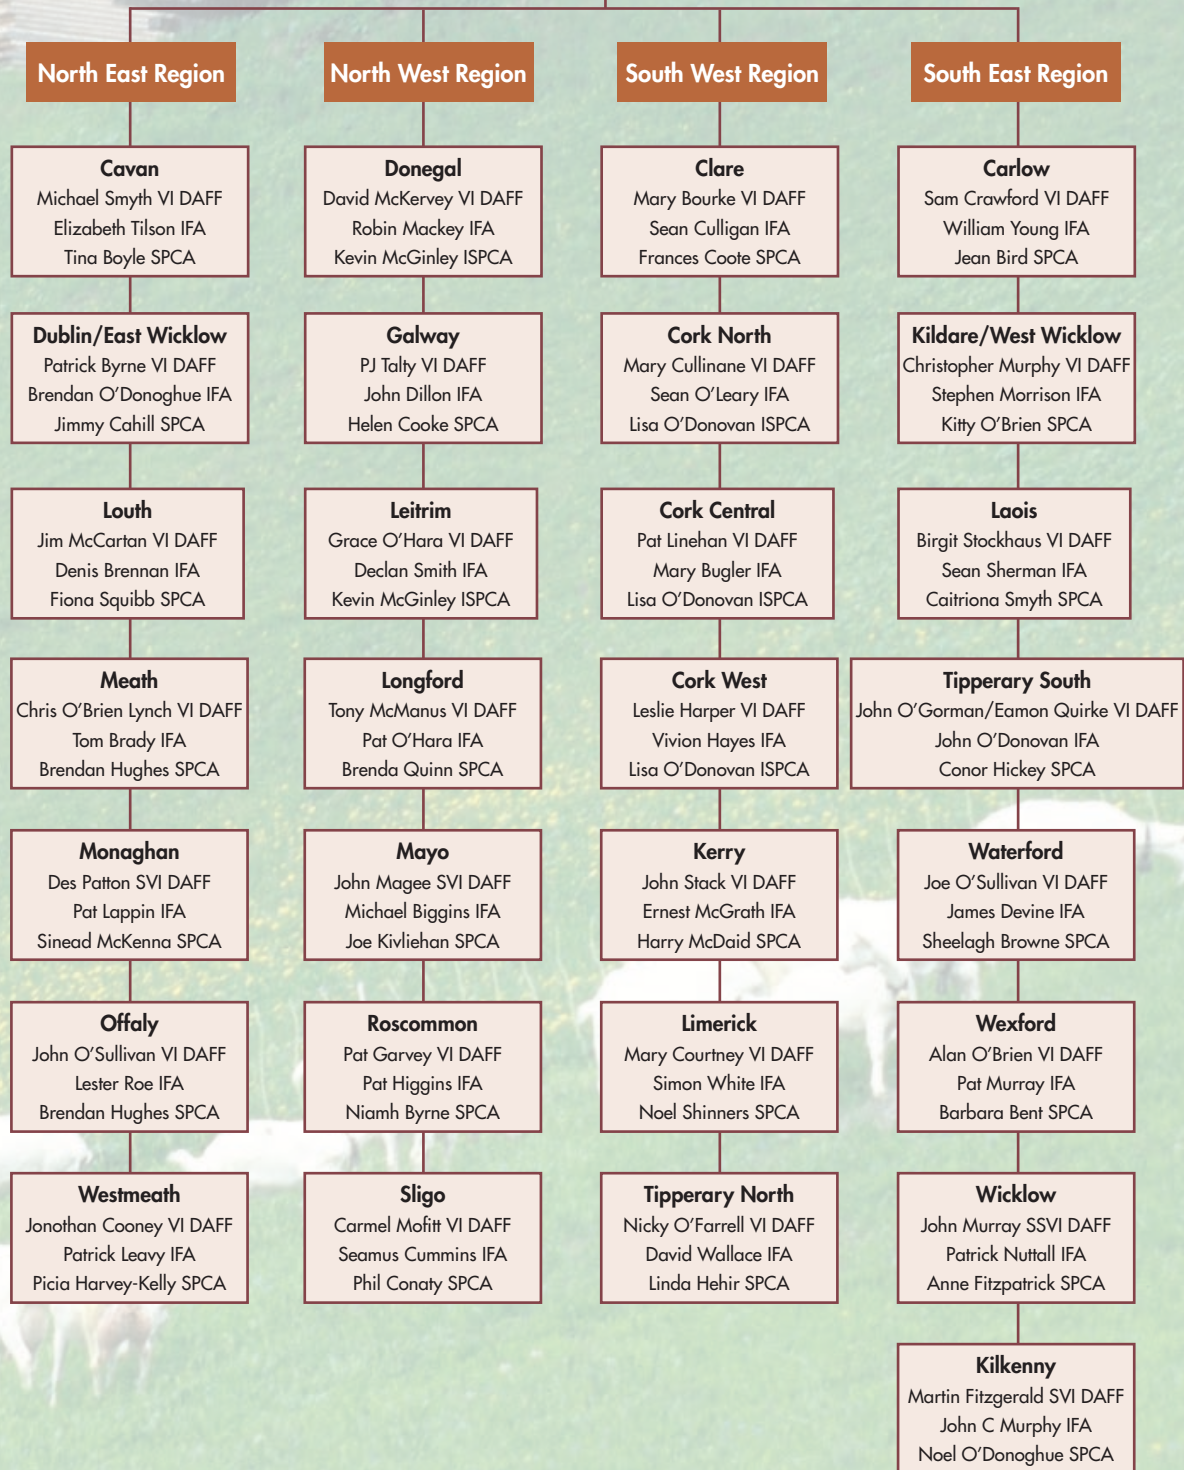 North East Region
Cavan
Michael Smyth VI DAFF
Elizabeth Tilson IFA
Tina Boyle SPCA
Dublin/East Wicklow
Patrick Byrne VI DAFF
Brendan O'Donoghue IFA
Jimmy Cahill SPCA
Louth
Jim McCartan VI DAFF
Denis Brennan IFA
Fiona Squibb SPCA
Meath
Chris O'Brien Lynch VI DAFF
Tom Brady IFA
Brendan Hughes SPCA
Monaghan
Des Patton SVI DAFF
Pat Lappin IFA
Sinead McKenna SPCA
Offaly
John O'Sullivan VI DAFF
Lester Roe IFA
Brendan Hughes SPCA
Westmeath
Jonothan Cooney VI DAFF
Patrick Leavy IFA
Picia Harvey-Kelly SPCA
North West Region
Donegal
David McKervey VI DAFF
Robin Mackey IFA
Kevin McGinley ISPCA
Galway
PJ Talty VI DAFF
John Dillon IFA
Helen Cooke SPCA
Leitrim
Grace O'Hara VI DAFF
Declan Smith IFA
Kevin McGinley ISPCA
Longford
Tony McManus VI DAFF
Pat O'Hara IFA
Brenda Quinn SPCA
Mayo
John Magee SVI DAFF
Michael Biggins IFA
Joe Kivliehan SPCA
Roscommon
Pat Garvey VI DAFF
Pat Higgins IFA
Niamh Byrne SPCA
Sligo
Carmel Mofitt VI DAFF
Seamus Cummins IFA
Phil Conaty SPCA
South West Region
Clare
Mary Bourke VI DAFF
Sean Culligan IFA
Frances Coote SPCA
Cork North
Mary Cullinane VI DAFF
Sean O'Leary IFA
Lisa O'Donovan ISPCA
Cork Central
Pat Linehan VI DAFF
Mary Bugler IFA
Lisa O'Donovan ISPCA
Cork West
Leslie Harper VI DAFF
Vivion Hayes IFA
Lisa O'Donovan ISPCA
Kerry
John Stack VI DAFF
Ernest McGrath IFA
Harry McDaid SPCA
Limerick
Mary Courtney VI DAFF
Simon White IFA
Noel Shinners SPCA
Tipperary North
Nicky O'Farrell VI DAFF
David Wallace IFA
Linda Hehir SPCA
South East Region
Carlow
Sam Crawford VI DAFF
William Young IFA
Jean Bird SPCA
Kildare/West Wicklow
Christopher Murphy VI DAFF
Stephen Morrison IFA
Kitty O'Brien SPCA
Laois
Birgit Stockhaus VI DAFF
Sean Sherman IFA
Caitriona Smyth SPCA
Tipperary South
John O'Gorman/Eamon Quirke VI DAFF
John O'Donovan IFA
Conor Hickey SPCA
Waterford
Joe O'Sullivan VI DAFF
James Devine IFA
Sheelagh Browne SPCA
Wexford
Alan O'Brien VI DAFF
Pat Murray IFA
Barbara Bent SPCA
Wicklow
John Murray SSVI DAFF
Patrick Nuttall IFA
Anne Fitzpatrick SPCA
Kilkenny
Martin Fitzgerald SVI DAFF
John C Murphy IFA
Noel O'Donoghue SPCA